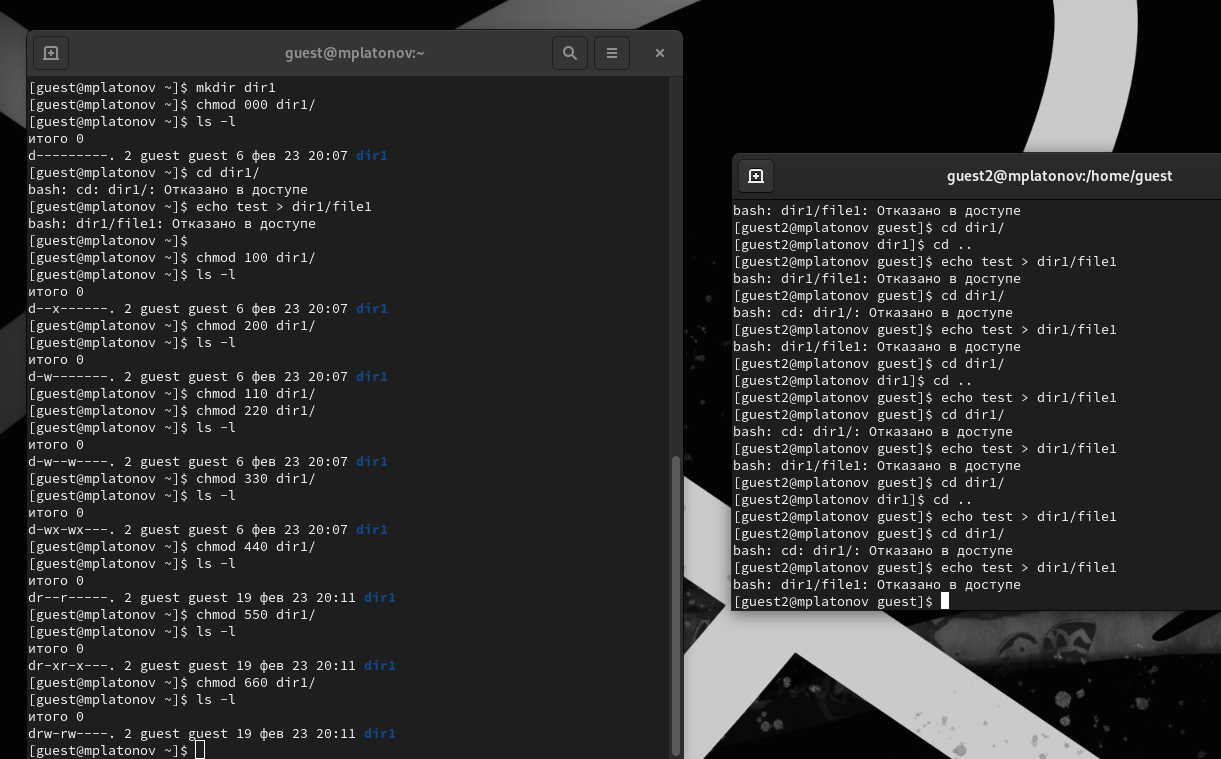 guest@mplatonov:~
[guest@mplatonov ~]$ mkdir dir1
[guest@mplatonov ~]$ chmod 000 dir1/
[guest@mplatonov ~]$ ls -l
итого 0
d---------. 2 guest guest 6 фев 23 20:07 dir1
[guest@mplatonov ~]$ cd dir1/
bash: cd: dir1/: Отказано в доступе
[guest@mplatonov ~]$ echo test > dir1/file1
bash: dir1/file1: Отказано в доступе
[guest@mplatonov ~]$
[guest@mplatonov ~]$ chmod 100 dir1/
[guest@mplatonov ~]$ ls -l
итого 0
d--x------. 2 guest guest 6 фев 23 20:07 dir1
[guest@mplatonov ~]$ chmod 200 dir1/
[guest@mplatonov ~]$ ls -l
итого 0
d-w-------. 2 guest guest 6 фев 23 20:07 dir1
[guest@mplatonov ~]$ chmod 110 dir1/
[guest@mplatonov ~]$ chmod 220 dir1/
[guest@mplatonov ~]$ ls -l
итого 0
d-w--w----. 2 guest guest 6 фев 23 20:07 dir1
[guest@mplatonov ~]$ chmod 330 dir1/
[guest@mplatonov ~]$ ls -l
итого 0
d-wx-wx---. 2 guest guest 6 фев 23 20:07 dir1
[guest@mplatonov ~]$ chmod 440 dir1/
[guest@mplatonov ~]$ ls -l
итого 0
dr--r-----. 2 guest guest 19 фев 23 20:11 dir1
[guest@mplatonov ~]$ chmod 550 dir1/
[guest@mplatonov ~]$ ls -l
итого 0
dr-xr-x---. 2 guest guest 19 фев 23 20:11 dir1
[guest@mplatonov ~]$ chmod 660 dir1/
[guest@mplatonov ~]$ ls -l
итого 0
drw-rw----. 2 guest guest 19 фев 23 20:11 dir1
[guest@mplatonov ~]$
guest2@mplatonov:/home/guest
bash: dir1/file1: Отказано в доступе
[guest2@mplatonov guest]$ cd dir1/
[guest2@mplatonov dir1]$ cd ..
[guest2@mplatonov guest]$ echo test > dir1/file1
bash: dir1/file1: Отказано в доступе
[guest2@mplatonov guest]$ cd dir1/
bash: cd: dir1/: Отказано в доступе
[guest2@mplatonov guest]$ echo test > dir1/file1
bash: dir1/file1: Отказано в доступе
[guest2@mplatonov guest]$ cd dir1/
[guest2@mplatonov dir1]$ cd ..
[guest2@mplatonov guest]$ echo test > dir1/file1
[guest2@mplatonov guest]$ cd dir1/
bash: cd: dir1/: Отказано в доступе
[guest2@mplatonov guest]$ echo test > dir1/file1
bash: dir1/file1: Отказано в доступе
[guest2@mplatonov guest]$ cd dir1/
[guest2@mplatonov dir1]$ cd ..
[guest2@mplatonov guest]$ echo test > dir1/file1
[guest2@mplatonov guest]$ cd dir1/
bash: cd: dir1/: Отказано в доступе
[guest2@mplatonov guest]$ echo test > dir1/file1
bash: dir1/file1: Отказано в доступе
[guest2@mplatonov guest]$